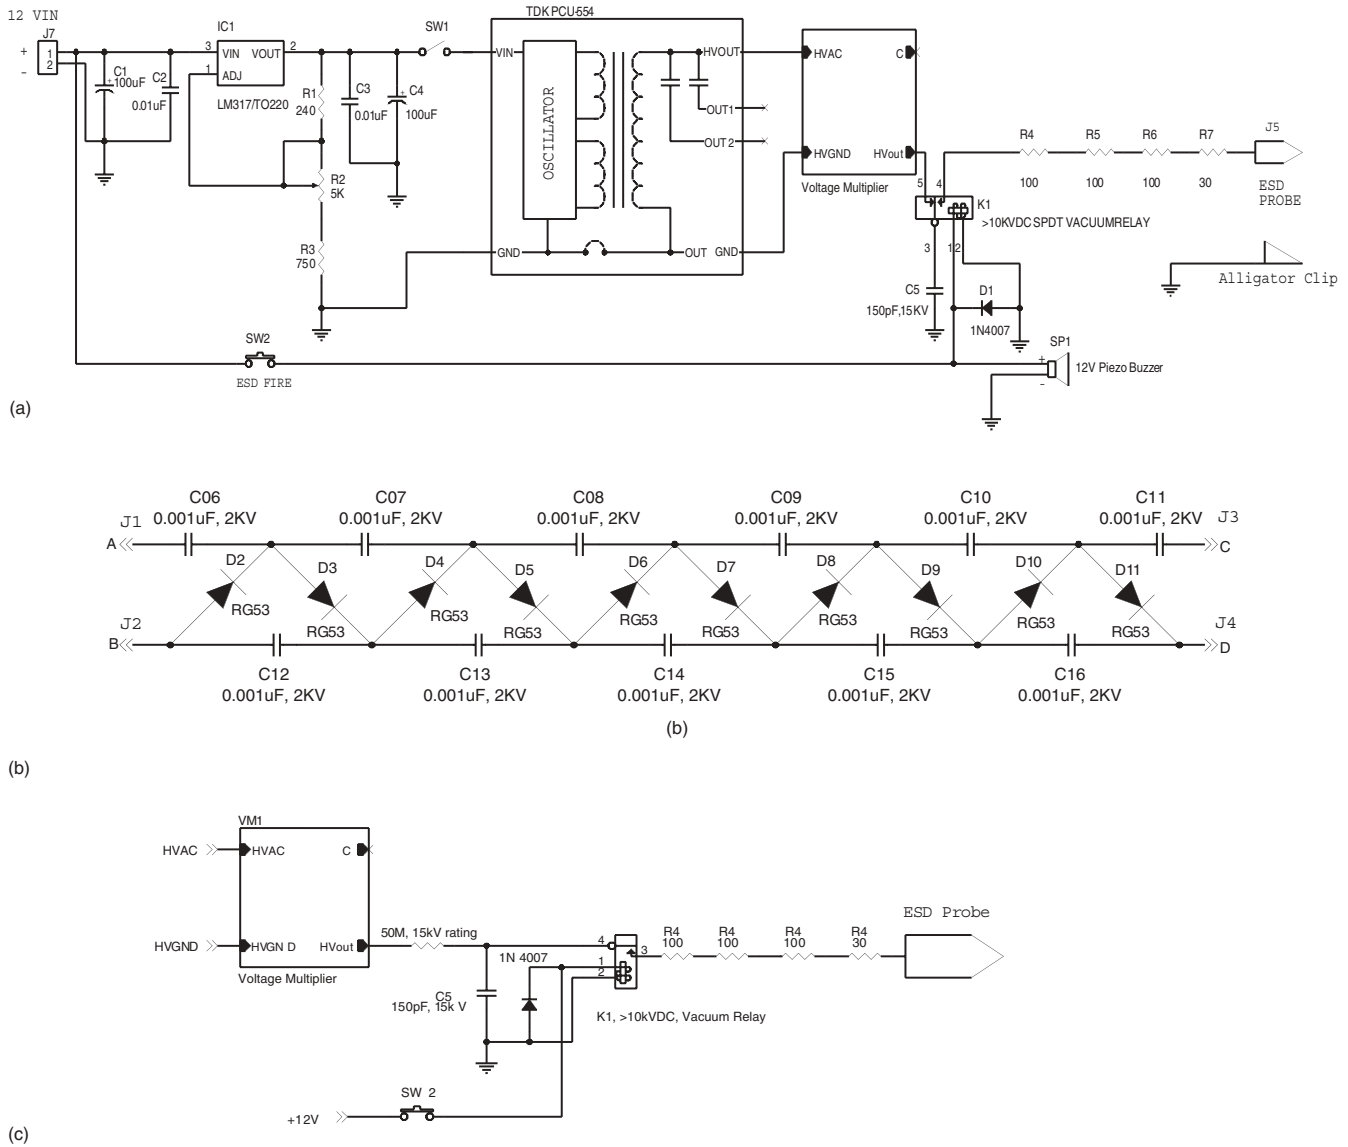 12 VIN
J7
+
-
1
2
C1
+
100uF
C2
0.01uF
IC1
3
VIN
VOUT
2
1
ADJ
LM317/TO220
R1
240
R2
5K
R3
750
C3
0.01uF
C4
+
100uF
SW1
TDK PCU-554
VIN
OSCILLATOR
GND
HVOUT
OUT1
OUT2
OUT
GND
HVAC
C
HVGND
HVout
Voltage Multiplier
5
4
K1
>10KVDC SPDT VACUUMRELAY
3
1
2
C5
150pF,15KV
D1
1N4007
R4
100
R5
100
R6
100
R7
30
J5
ESD
PROBE
Alligator Clip
SW2
ESD FIRE
SP1
+
-
12V Piezo Buzzer
(a)
C06
0.001uF, 2KV
C07
0.001uF, 2KV
C08
0.001uF, 2KV
C09
0.001uF, 2KV
C10
0.001uF, 2KV
C11
0.001uF, 2KV
J1
A
J3
C
D2
RG53
D3
RG53
D4
RG53
D5
RG53
D6
RG53
D7
RG53
D8
RG53
D9
RG53
D10
RG53
D11
RG53
J2
B
J4
D
C12
0.001uF, 2KV
C13
0.001uF, 2KV
C14
0.001uF, 2KV
C15
0.001uF, 2KV
C16
0.001uF, 2KV
(b)
(b)
VM1
HVAC
HVAC
C
HVGND
HVGN D
HVout
Voltage Multiplier
50M, 15kV rating
C5
150pF, 15k V
1N 4007
4
3
1
2
K1, >10kVDC, Vacuum Relay
R4
100
R4
100
R4
100
R4
30
ESD Probe
SW 2
+12V
(c)